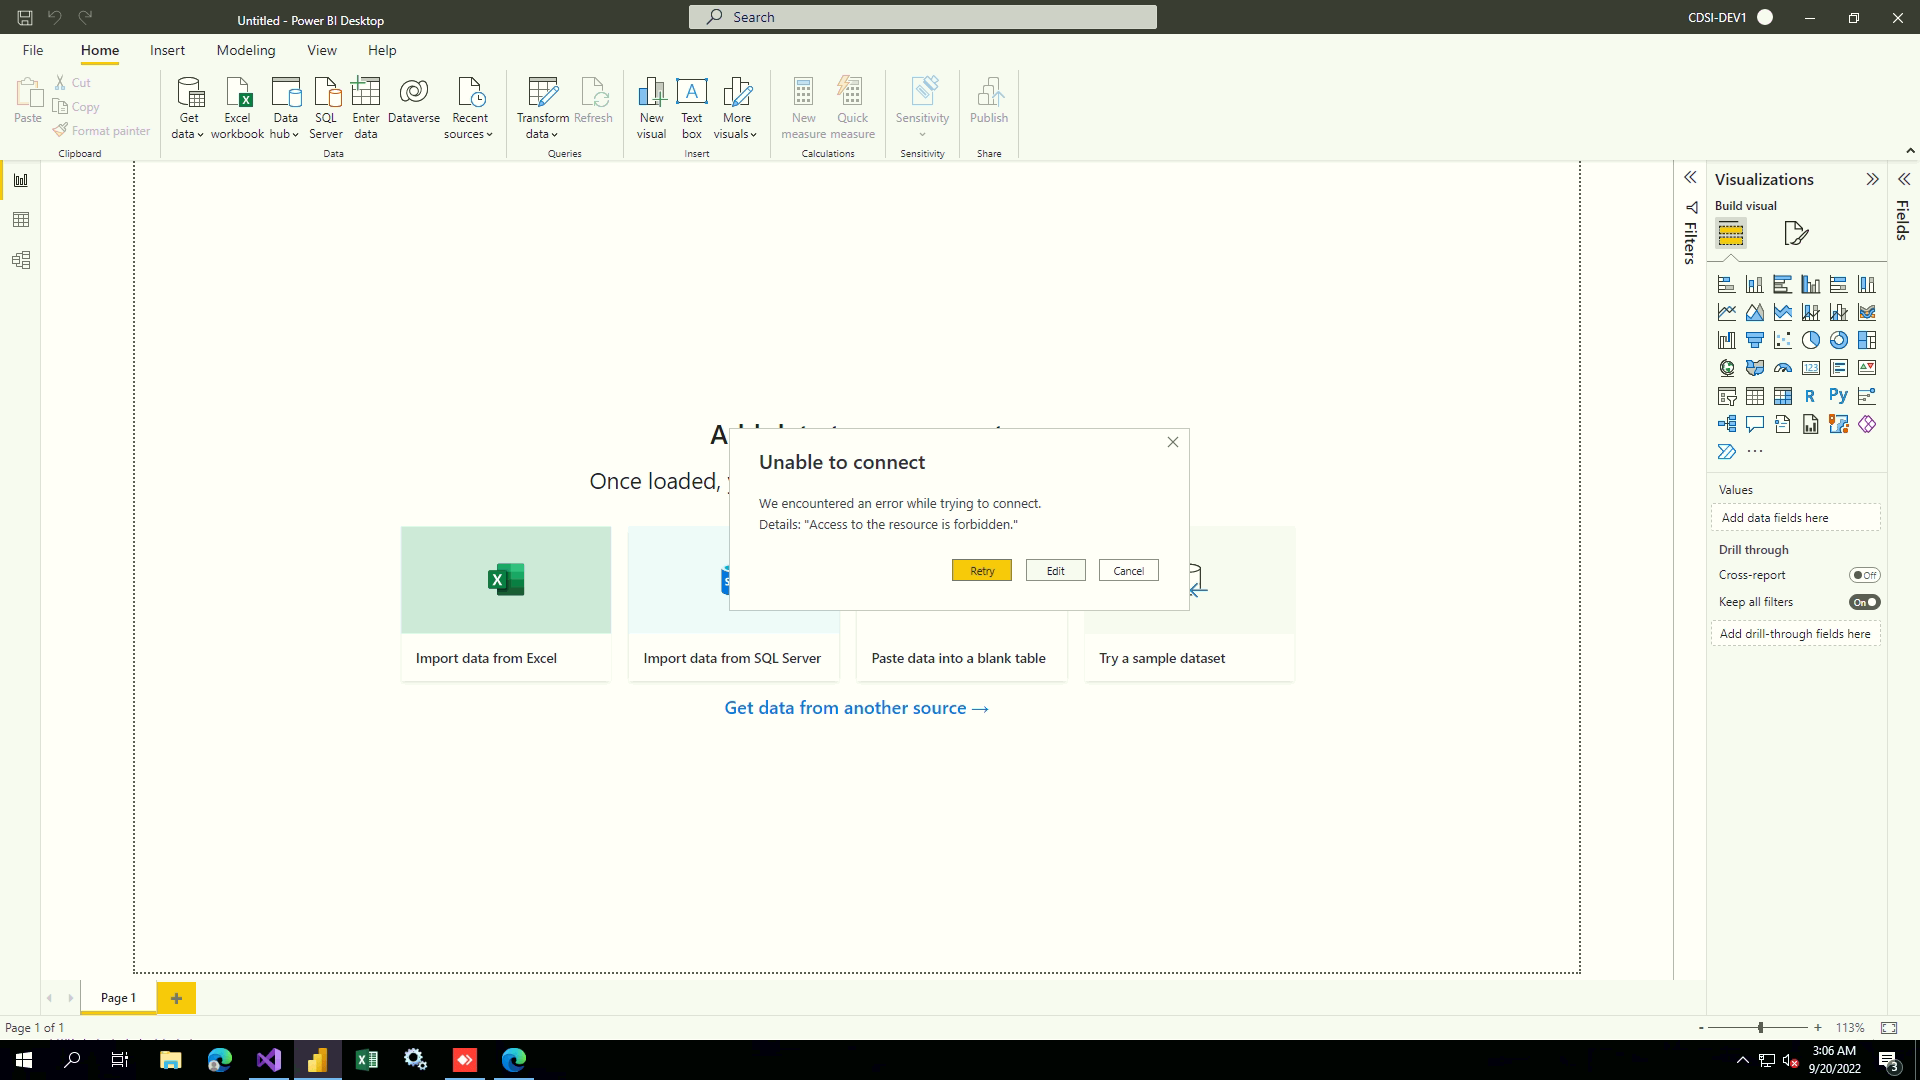 Untitled - Power BI Desktop
Search
CDSI-DEV1
File Home Insert Modeling View Help
Paste
Cut
Copy
Format painter
Clipboard
Get data
Excel workbook
Data hub
SQL Server
Enter data
Dataverse
Recent sources
Data
Transform data
Refresh
Queries
New visual
Text box
More visuals
Insert
New measure
Quick measure
Calculations
Sensitivity
Sensitivity
Publish
Share
Filters
Visualizations
Build visual
Fields
123
R
Py
Values
Add data fields here
Drill through
Cross-report
Off
Keep all filters
On
Add drill-through fields here
Once loaded,
Unable to connect
We encountered an error while trying to connect.
Details: "Access to the resource is forbidden."
Retry
Edit
Cancel
Import data from Excel
Import data from SQL Server
Paste data into a blank table
Try a sample dataset
Get data from another source →
Page 1
Page 1 of 1
- + 113%
3:06 AM
9/20/2022
3